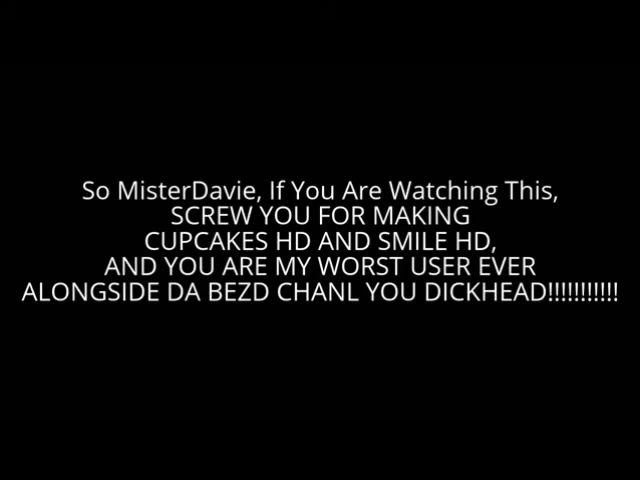 So MisterDavie, If You Are Watching This,
SCREW YOU FOR MAKING
CUPCAKES HD AND SMILE HD,
AND YOU ARE MY WORST USER EVER
ALONGSIDE DA BEZD CHANL YOU DICKHEAD!!!!!!!!!!!